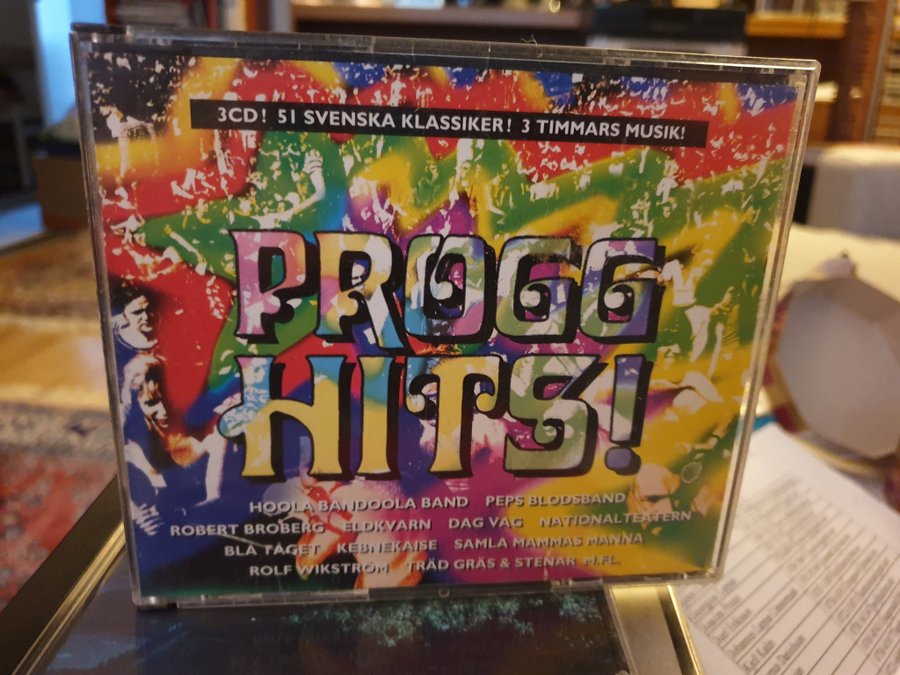 3CD! 51 SVENSKA KLASSIKER! 3 TIMMARS MUSIK!
PROGG
HITS!
HOOLA BANDOOLA BAND PEPS BLODSBAND
ROBERT BROBERG ELDKVARN DAG VAG NATIONALTEATERN
BLÅ TÅGET KEBNEKAISE SAMLA MAMMAS MANNA
ROLF WIKSTRÖM TRÄD GRÄS & STENAR M.FL.